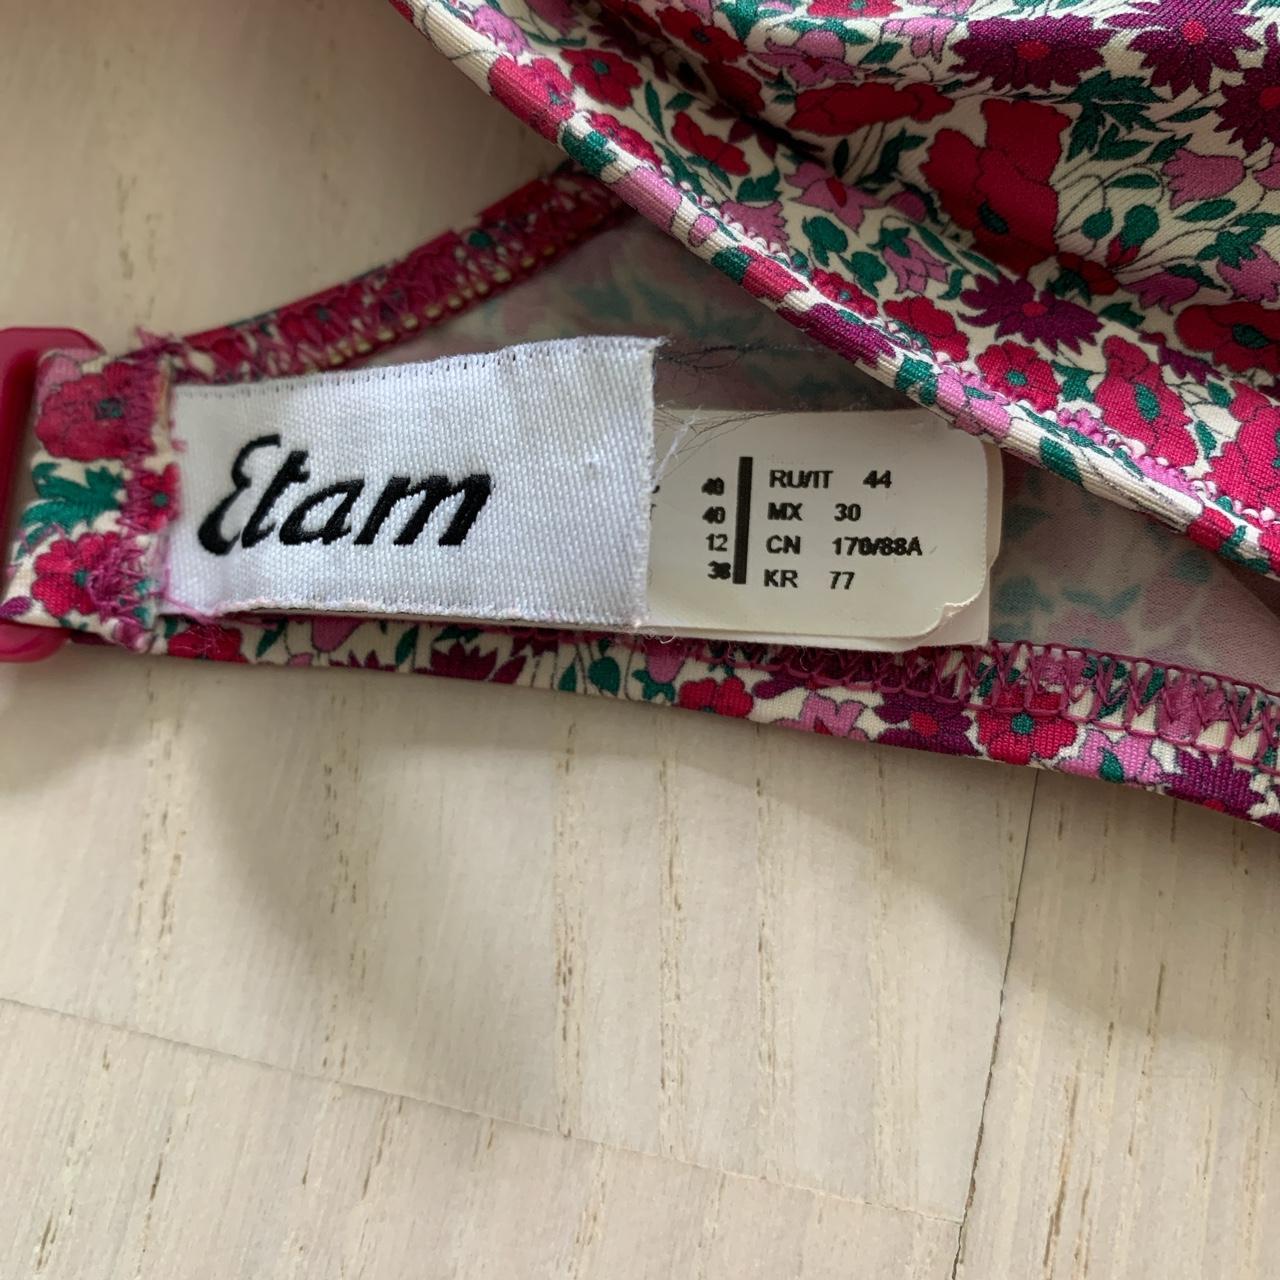 Etam
40 RU/IT 44
40 MX 30
12 CN 170/88A
38 KR 77